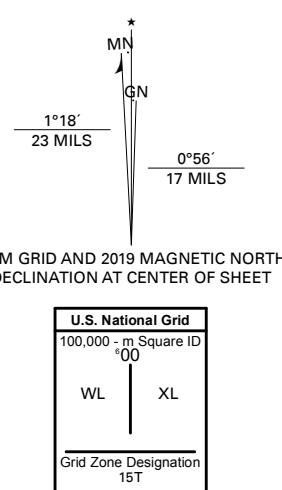 ★
MN
GN
1°18´
23 MILS
0°56´
17 MILS
M GRID AND 2019 MAGNETIC NORTH
DECLINATION AT CENTER OF SHEET
U.S. National Grid
100,000 - m Square ID
⁶00
WL XL
Grid Zone Designation
15T